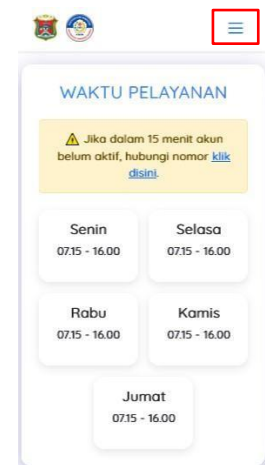 WAKTU PELAYANAN
⚠ Jika dalam 15 menit akun
belum aktif, hubungi nomor klik
disini.
Senin
07.15 - 16.00
Selasa
07.15 - 16.00
Rabu
07.15 - 16.00
Kamis
07.15 - 16.00
Jumat
07.15 - 16.00